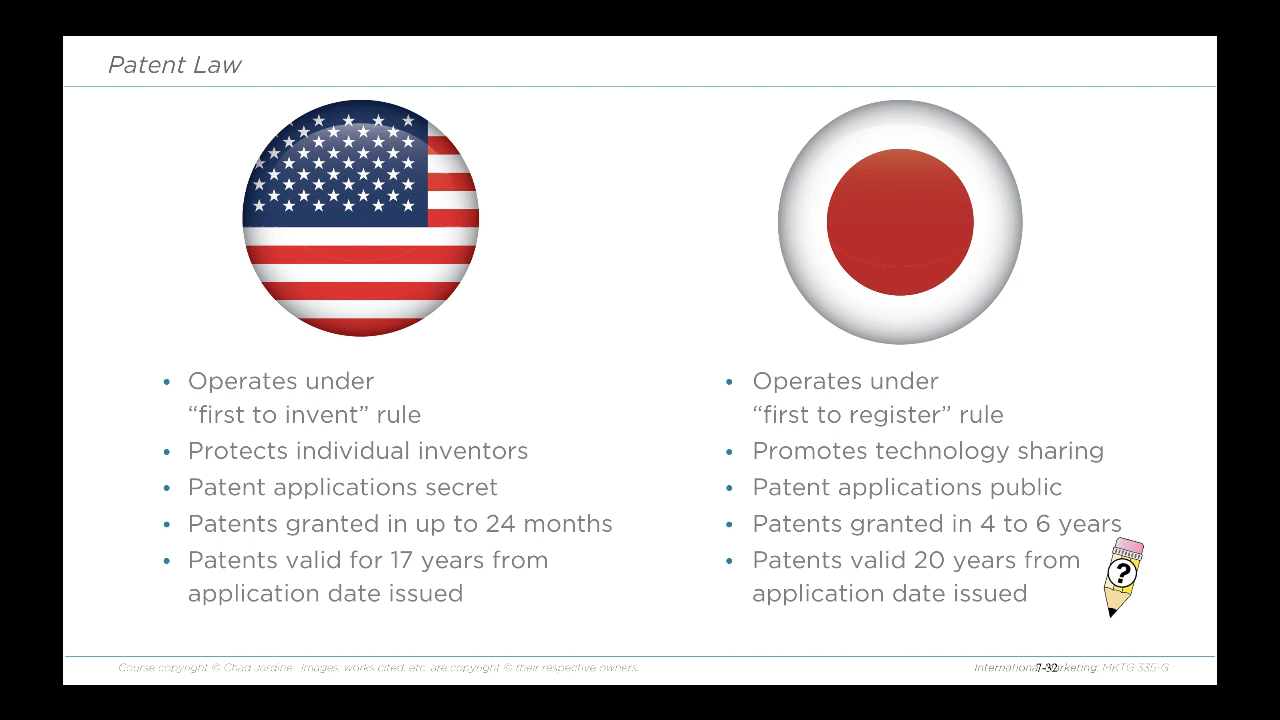 Patent Law
• Operates under
“first to invent” rule
• Protects individual inventors
• Patent applications secret
• Patents granted in up to 24 months
• Patents valid for 17 years from
application date issued
• Operates under
“first to register” rule
• Promotes technology sharing
• Patent applications public
• Patents granted in 4 to 6 years
• Patents valid 20 years from
application date issued
?
Course copyright © Chad Jardine. Images, works cited, etc. are copyright © their respective owners.
International Marketing: MKTG 335-G